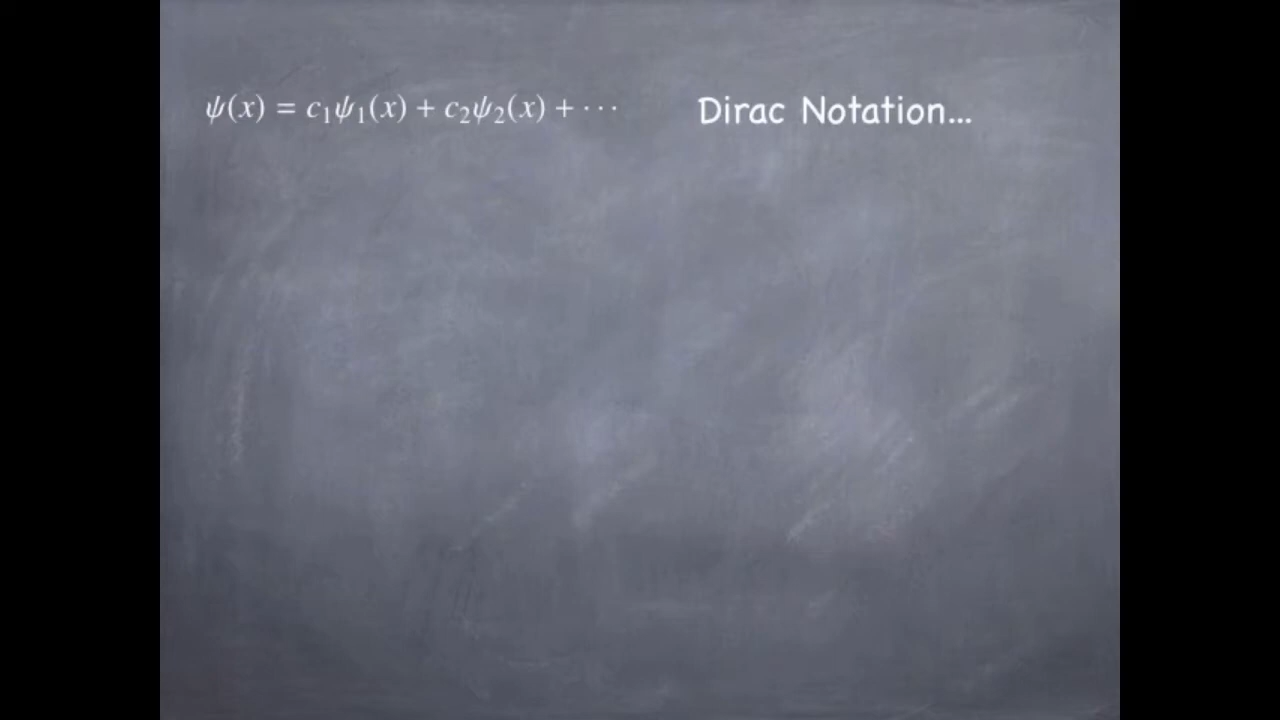 ψ(x) = c₁ψ₁(x) + c₂ψ₂(x) + ⋯ Dirac Notation...